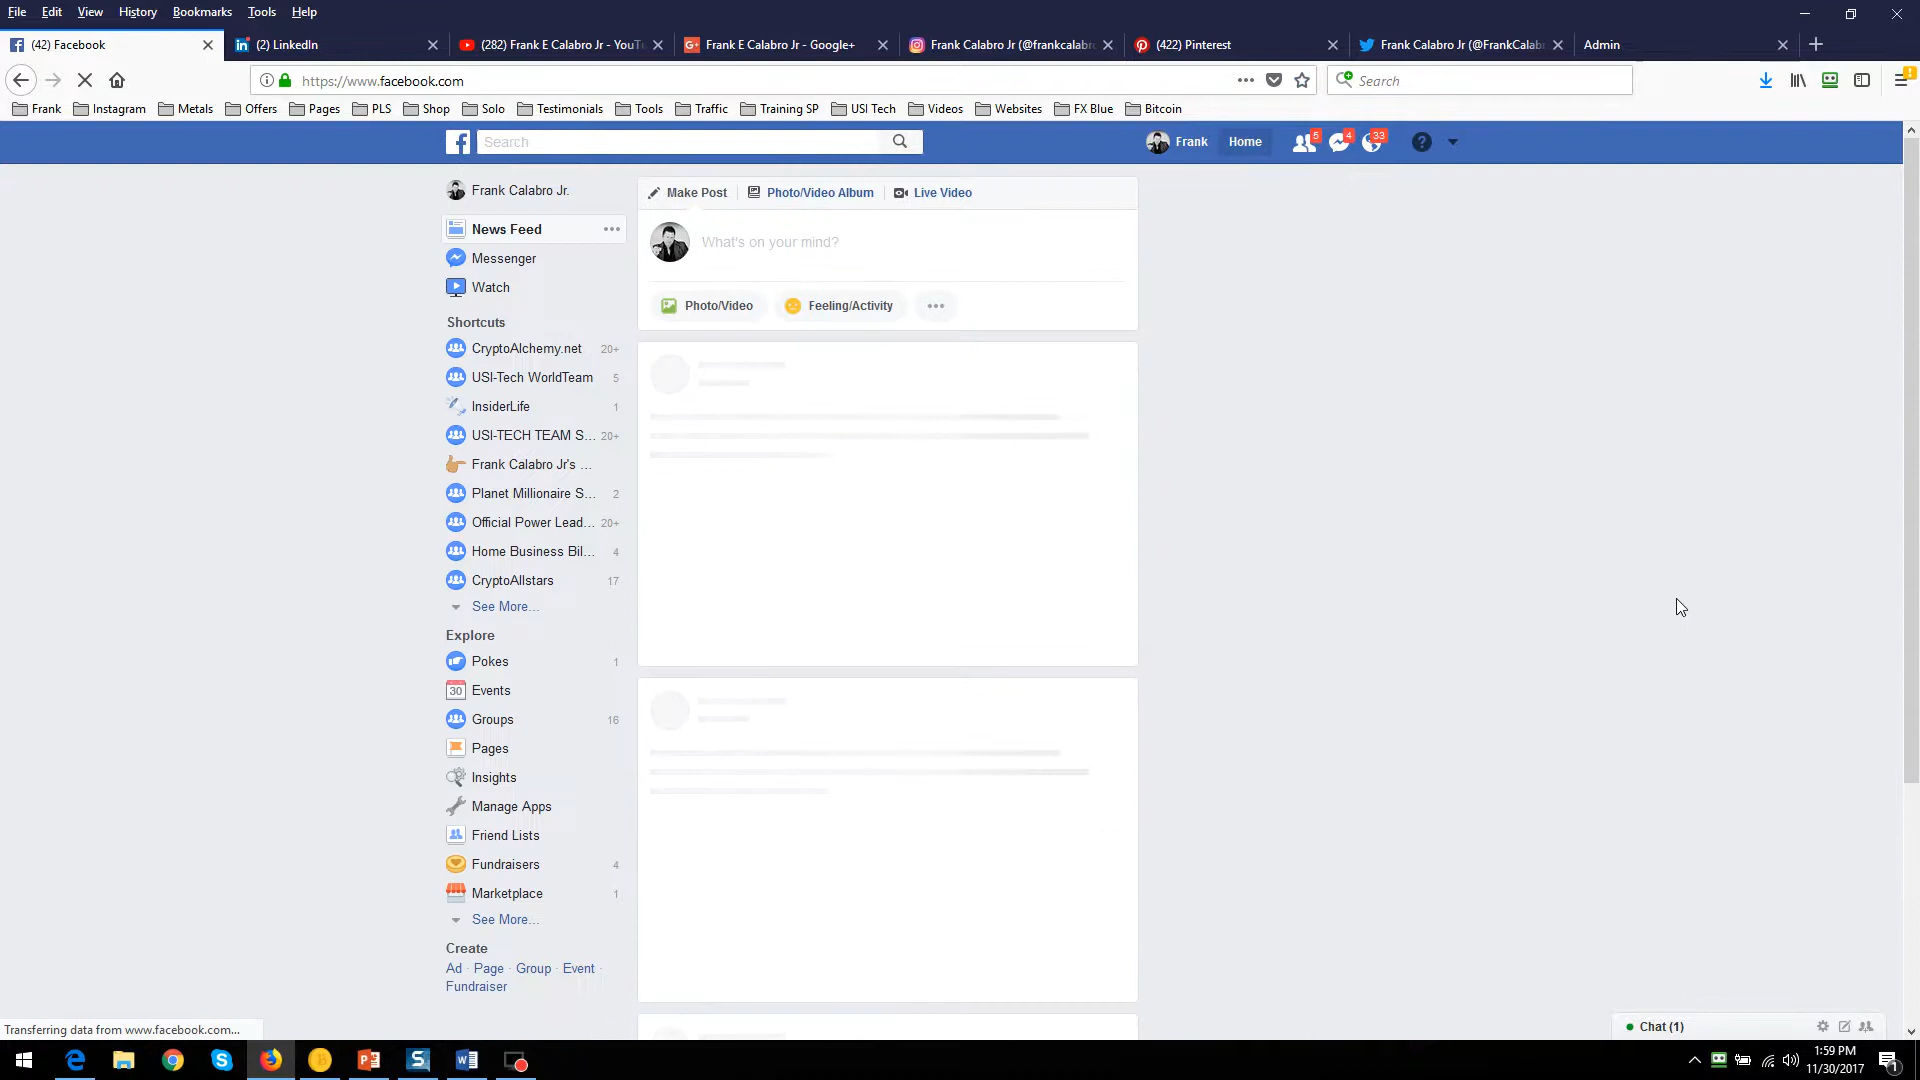 File Edit View History Bookmarks Tools Help
(42) Facebook (2) LinkedIn (282) Frank E Calabro Jr - YouTu Frank E Calabro Jr - Google+ Frank Calabro Jr (@frankcalabr (422) Pinterest Frank Calabro Jr (@FrankCalab Admin
https://www.facebook.com Search
Frank Instagram Metals Offers Pages PLS Shop Solo Testimonials Tools Traffic Training SP USI Tech Videos Websites FX Blue Bitcoin
Search Frank Home 5 4 33
Frank Calabro Jr.
Make Post Photo/Video Album Live Video
News Feed
What's on your mind?
Messenger
Watch
Photo/Video Feeling/Activity
Shortcuts
CryptoAlchemy.net 20+
USI-Tech WorldTeam 5
InsiderLife 1
USI-TECH TEAM S... 20+
Frank Calabro Jr's ...
Planet Millionaire S... 2
Official Power Lead... 20+
Home Business Bil... 4
CryptoAllstars 17
See More...
Explore
Pokes 1
30 Events
Groups 16
Pages
Insights
Manage Apps
Friend Lists
Fundraisers 4
Marketplace 1
See More...
Create
Ad · Page · Group · Event ·
Fundraiser
Transferring data from www.facebook.com...
Chat (1)
1:59 PM
11/30/2017
1